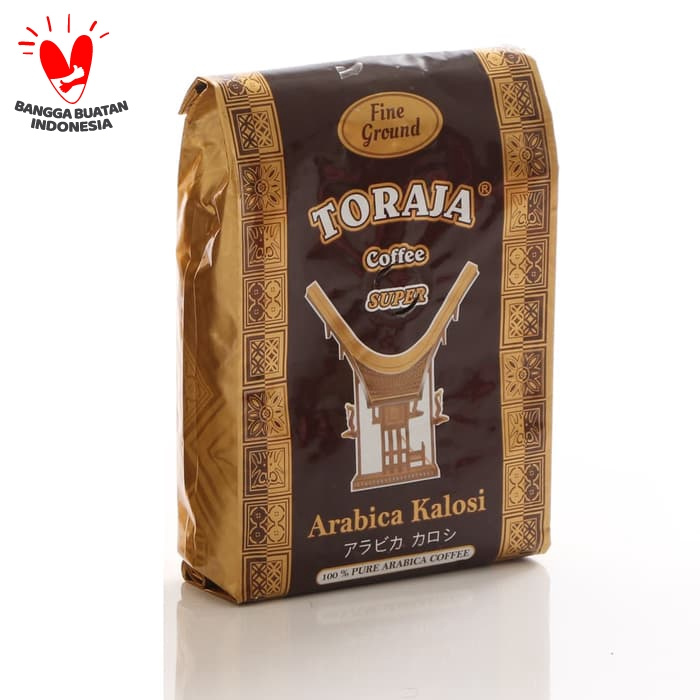 BANGGA BUATAN
INDONESIA
Fine
Ground
TORAJA®
Coffee
SUPER
Arabica Kalosi
アラビカ カロシ
100 % PURE ARABICA COFFEE